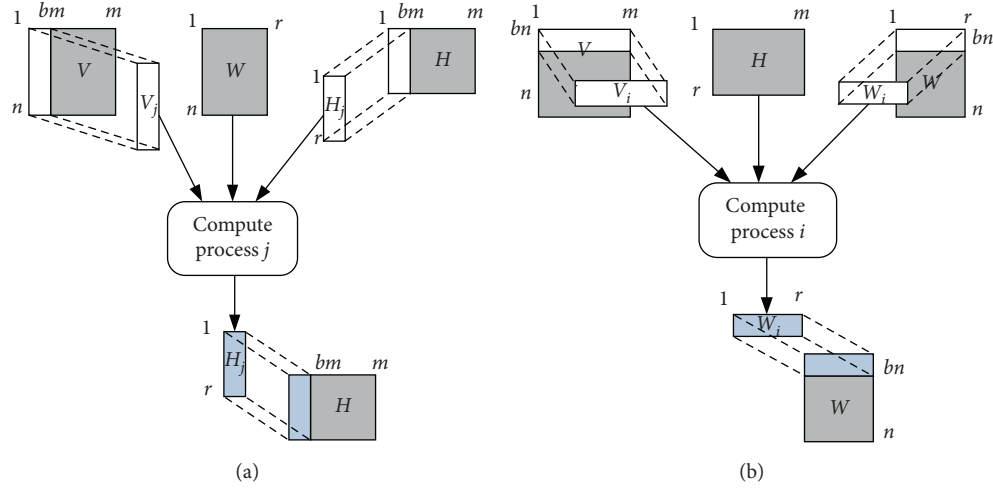 1 bm m
V
n
V_j
1 r
W
n
bm m
1
H
H_j
r
Compute
process j
1
H_j
r
bm m
H
(a)
1 m
bn
V
V_i
n
1 m
H
r
1 r
bn
W_i
W
n
Compute
process i
1 r
W_i
bn
W
n
(b)